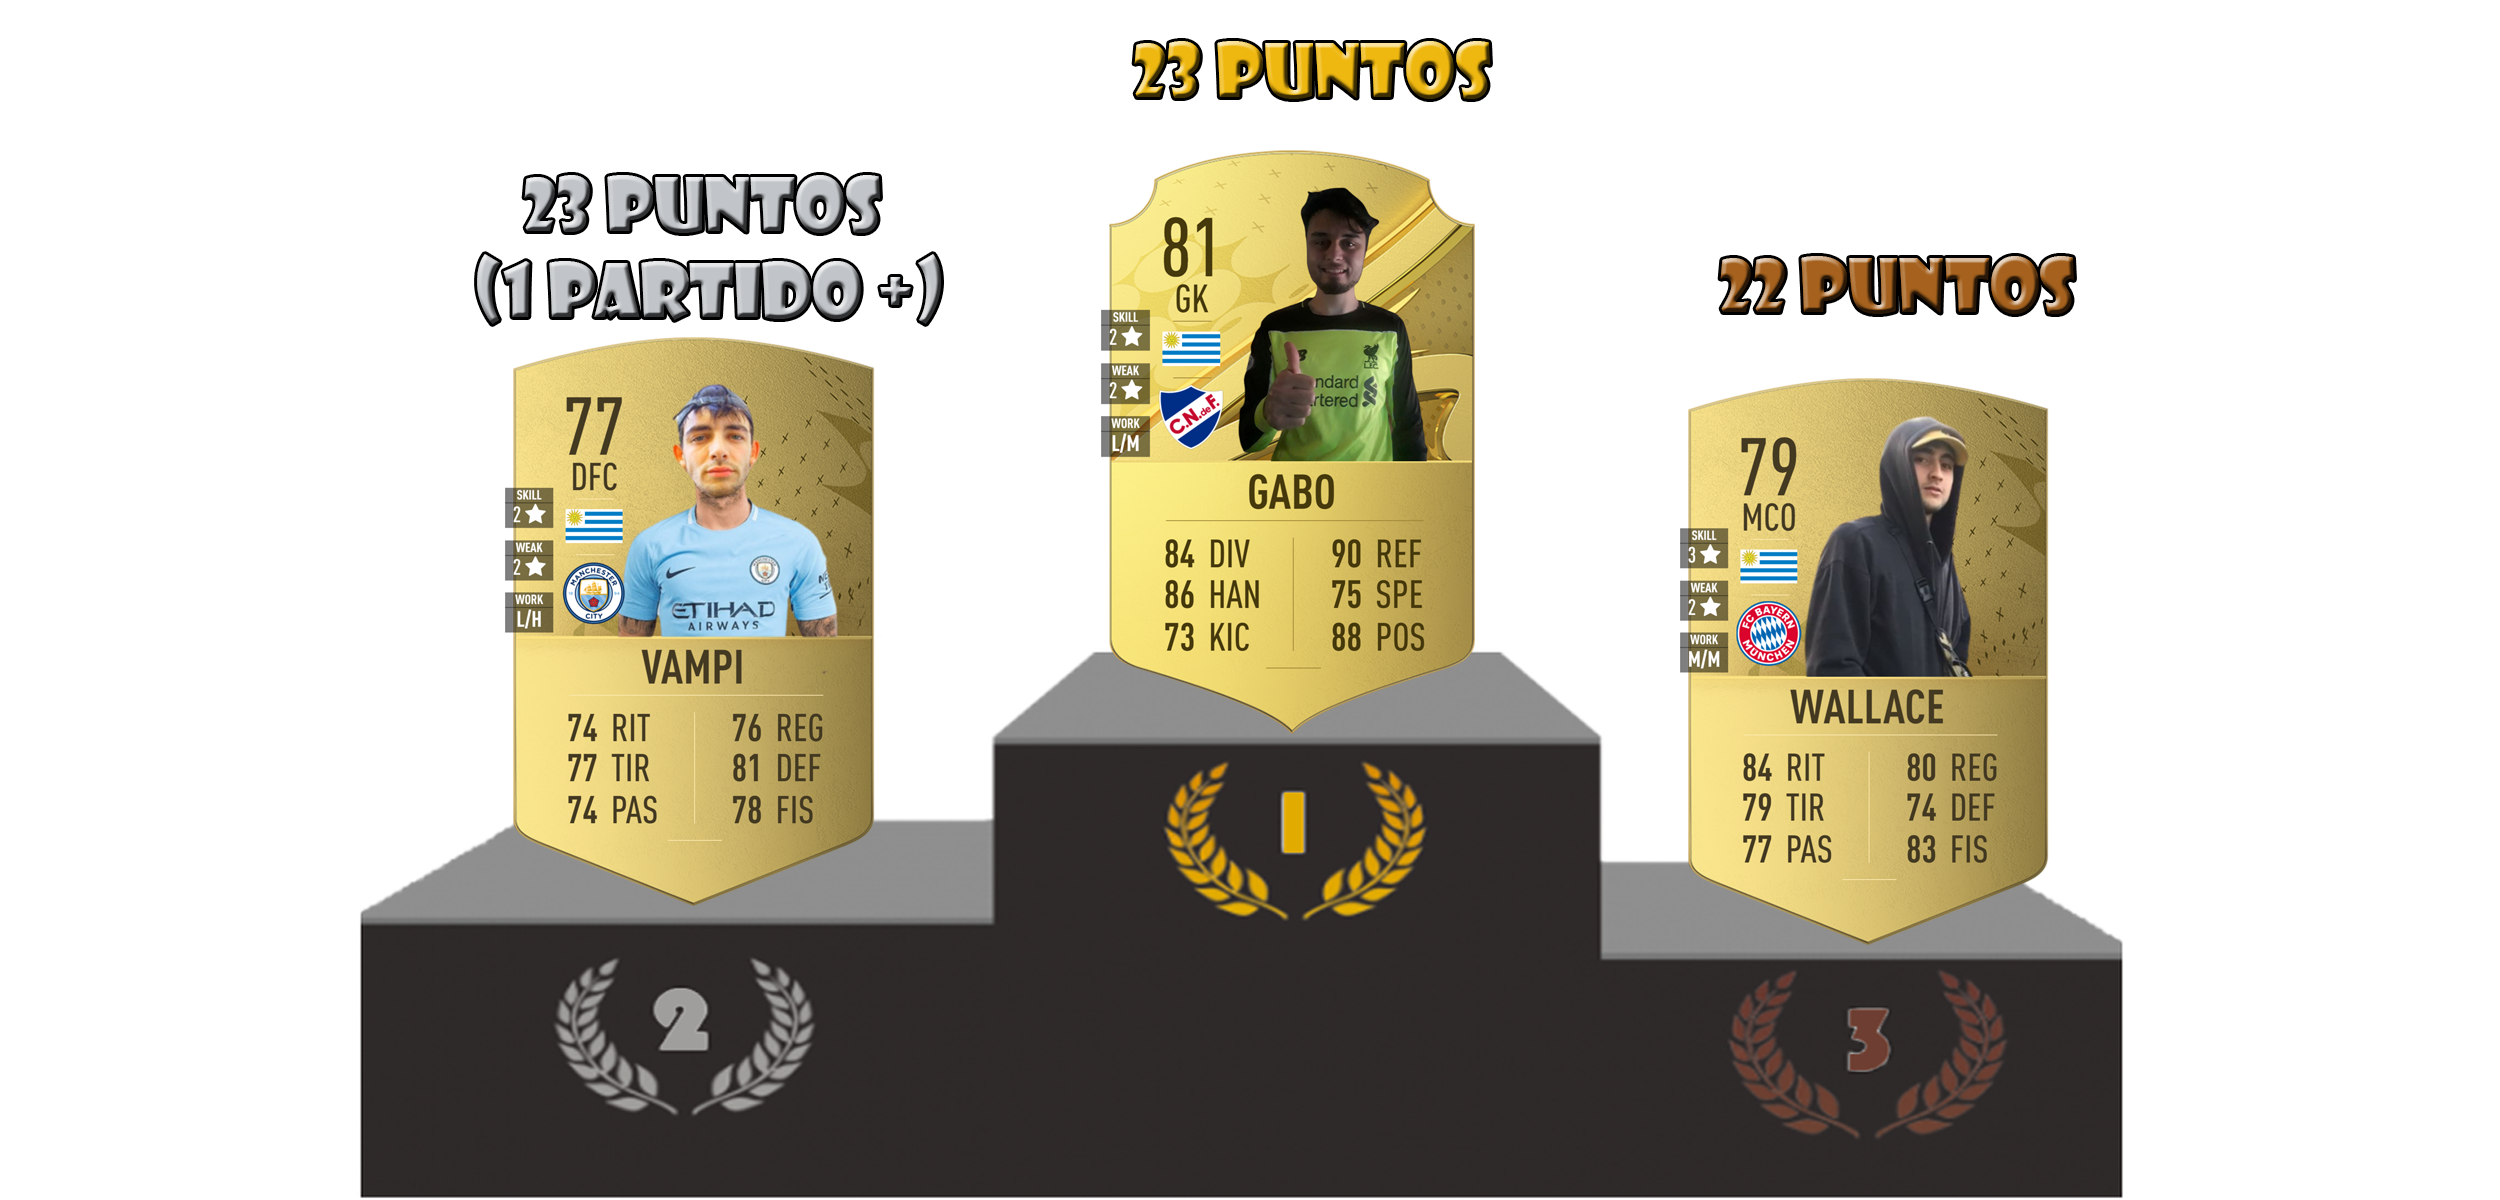 23 PUNTOS
23 PUNTOS
(1 PARTIDO +)
22 PUNTOS
77
DFC
SKILL
2
WEAK
2
WORK
L/H
MANCHESTER
CITY
ETIHAD
AIRWAYS
VAMPI
74 RIT 76 REG
77 TIR 81 DEF
74 PAS 78 FIS
81
GK
SKILL
2
WEAK
2
WORK
L/M
C.N.de F.
ndard
rtered
GABO
84 DIV 90 REF
86 HAN 75 SPE
73 KIC 88 POS
79
MCO
SKILL
3
WEAK
2
WORK
M/M
FC BAYERN
MÜNCHEN
WALLACE
84 RIT 80 REG
79 TIR 74 DEF
77 PAS 83 FIS
1
2
3